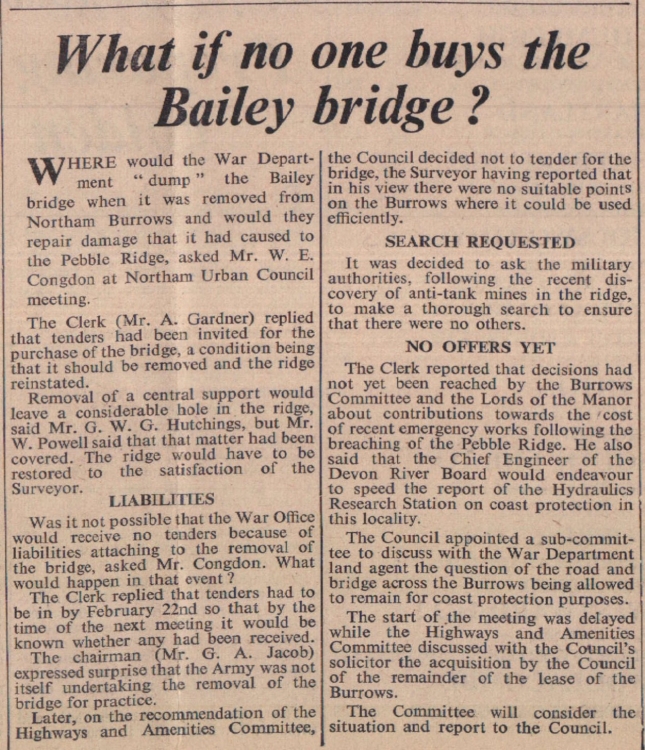 What if no one buys the
Bailey bridge ?
WHERE would the War Depart-
ment " dump " the Bailey
bridge when it was removed from
Northam Burrows and would they
repair damage that it had caused to
the Pebble Ridge, asked Mr. W. E.
Congdon at Northam Urban Council
meeting.
The Clerk (Mr. A. Gardner) replied
that tenders had been invited for the
purchase of the bridge, a condition being
that it should be removed and the ridge
reinstated.
Removal of a central support would
leave a considerable hole in the ridge,
said Mr. G. W. G. Hutchings, but Mr.
W. Powell said that that matter had been
covered. The ridge would have to be
restored to the satisfaction of the
Surveyor.
LIABILITIES
Was it not possible that the War Office
would receive no tenders because of
liabilities attaching to the removal of
the bridge, asked Mr. Congdon. What
would happen in that event ?
The Clerk replied that tenders had to
be in by February 22nd so that by the
time of the next meeting it would be
known whether any had been received.
The chairman (Mr. G. A. Jacob)
expressed surprise that the Army was not
itself undertaking the removal of the
bridge for practice.
Later, on the recommendation of the
Highways and Amenities Committee,
the Council decided not to tender for the
bridge, the Surveyor having reported that
in his view there were no suitable points
on the Burrows where it could be used
efficiently.
SEARCH REQUESTED
It was decided to ask the military
authorities, following the recent dis-
covery of anti-tank mines in the ridge,
to make a thorough search to ensure
that there were no others.
NO OFFERS YET
The Clerk reported that decisions had
not yet been reached by the Burrows
Committee and the Lords of the Manor
about contributions towards the cost
of recent emergency works following the
breaching of the Pebble Ridge. He also
said that the Chief Engineer of the
Devon River Board would endeavour
to speed the report of the Hydraulics
Research Station on coast protection in
this locality.
The Council appointed a sub-commit-
tee to discuss with the War Department
land agent the question of the road and
bridge across the Burrows being allowed
to remain for coast protection purposes.
The start of the meeting was delayed
while the Highways and Amenities
Committee discussed with the Council's
solicitor the acquisition by the Council
of the remainder of the lease of the
Burrows.
The Committee will consider the
situation and report to the Council.